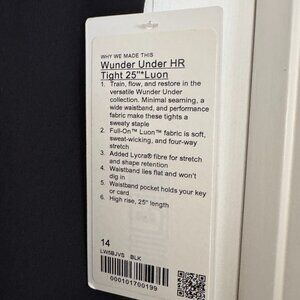 WHY WE MADE THIS
Wunder Under HR
Tight 25"*Luon
1. Train, flow, and restore in the
versatile Wunder Under
collection. Minimal seaming, a
wide waistband, and performance
fabric make these tights a
sweaty staple
2. Full-On™ Luon™ fabric is soft,
sweat-wicking, and four-way
stretch
3. Added Lycra® fibre for stretch
and shape retention
4. Waistband lies flat and won't
dig in
5. Waistband pocket holds your key
or card
6. High rise, 25" length
14
LW5BJVS BLK
000101700199